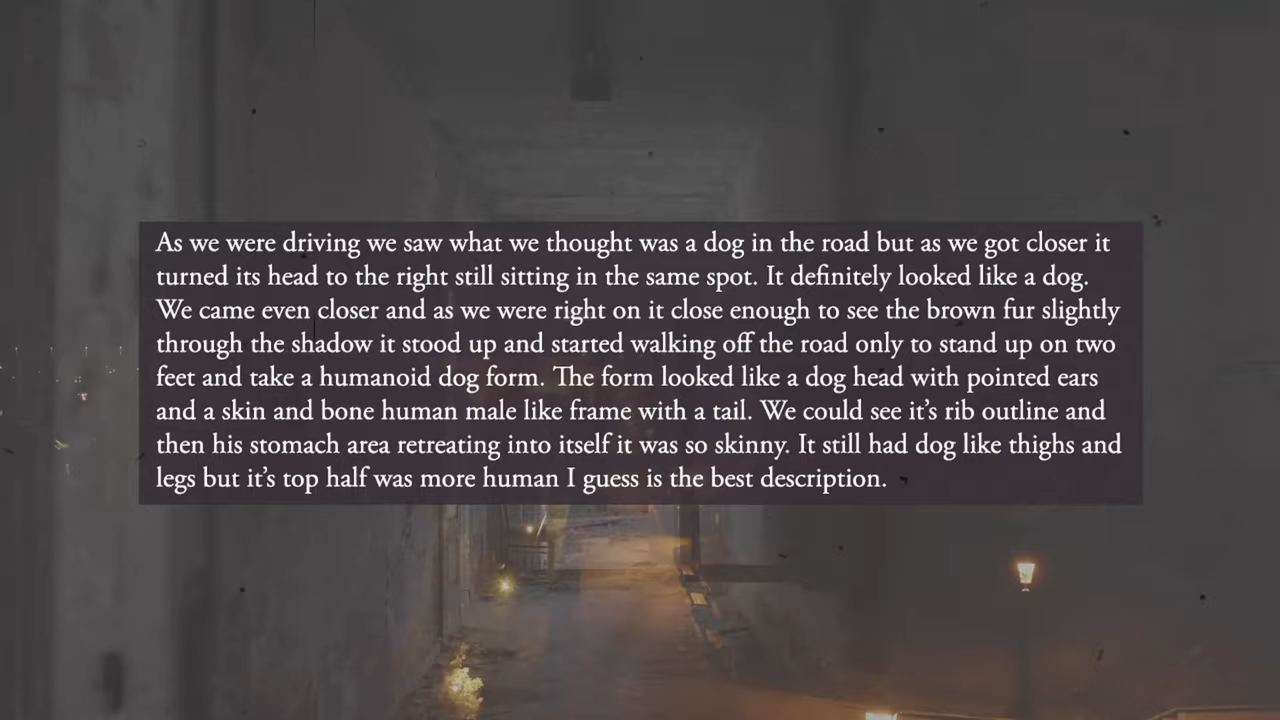 As we were driving we saw what we thought was a dog in the road but as we got closer it
turned its head to the right still sitting in the same spot. It definitely looked like a dog.
We came even closer and as we were right on it close enough to see the brown fur slightly
through the shadow it stood up and started walking off the road only to stand up on two
feet and take a humanoid dog form. The form looked like a dog head with pointed ears
and a skin and bone human male like frame with a tail. We could see it’s rib outline and
then his stomach area retreating into itself it was so skinny. It still had dog like thighs and
legs but it’s top half was more human I guess is the best description.